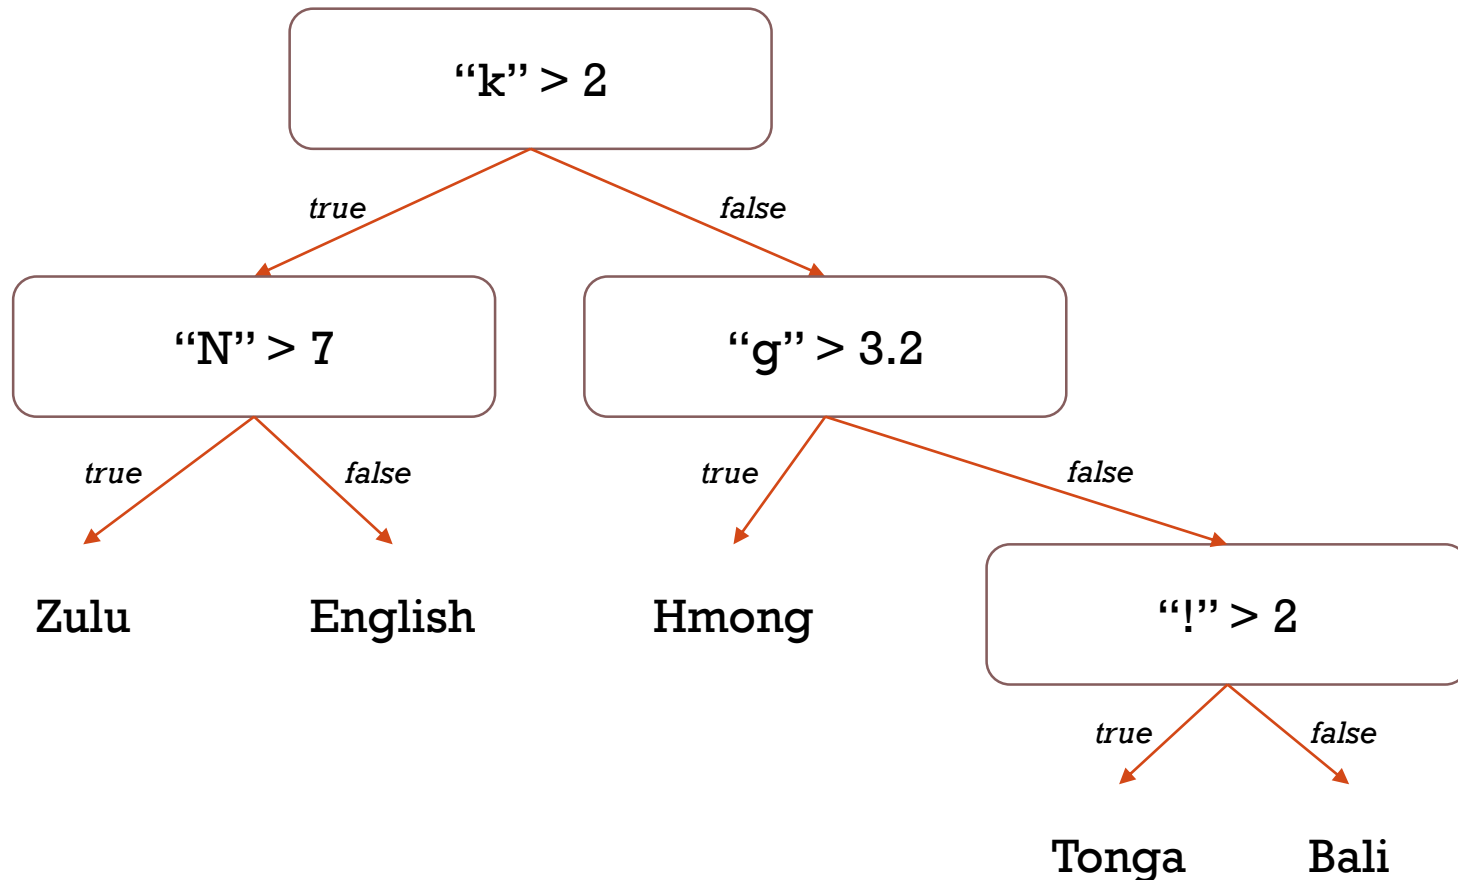 “k” > 2
true
false
“N” > 7
“g” > 3.2
true
false
true
false
Zulu
English
Hmong
“!” > 2
true
false
Tonga
Bali